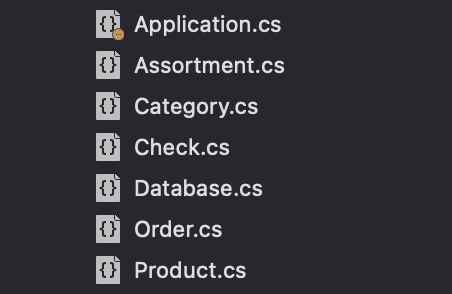 Application.cs
Assortment.cs
Category.cs
Check.cs
Database.cs
Order.cs
Product.cs